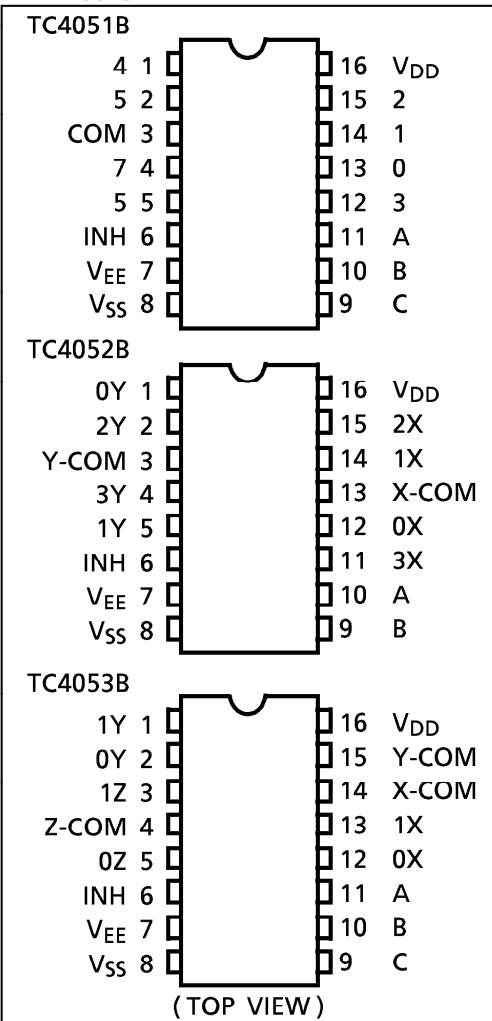 TC4051B
4 1 16 VDD
5 2 15 2
COM 3 14 1
7 4 13 0
5 5 12 3
INH 6 11 A
VEE 7 10 B
VSS 8 9 C
TC4052B
0Y 1 16 VDD
2Y 2 15 2X
Y-COM 3 14 1X
3Y 4 13 X-COM
1Y 5 12 0X
INH 6 11 3X
VEE 7 10 A
VSS 8 9 B
TC4053B
1Y 1 16 VDD
0Y 2 15 Y-COM
1Z 3 14 X-COM
Z-COM 4 13 1X
0Z 5 12 0X
INH 6 11 A
VEE 7 10 B
VSS 8 9 C
(TOP VIEW)